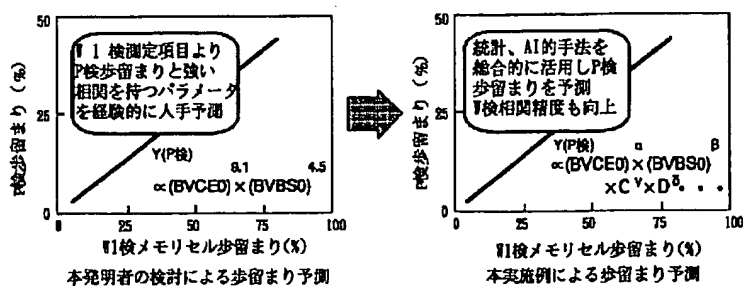 50
25
0
P検歩留まり (%)
W1検測定項目より
P検歩留まりと強い
相関を持つパラメータ
を経験的に人手予測
Y(P検)
8.1 4.5
∝(BVCEO)×(BVBSO)
0 25 50 75 100
W1検メモリセル歩留まり(%)
本発明者の検討による歩留まり予測
50
25
0
P検歩留まり (%)
統計、AI的手法を
総合的に活用しP検
歩留まりを予測
W検相関精度も向上
Y(P検) α β
∝(BVCEO)×(BVBSO)
×C^γ×D^δ・・・
0 25 50 75 100
W1検メモリセル歩留まり(%)
本実施例による歩留まり予測